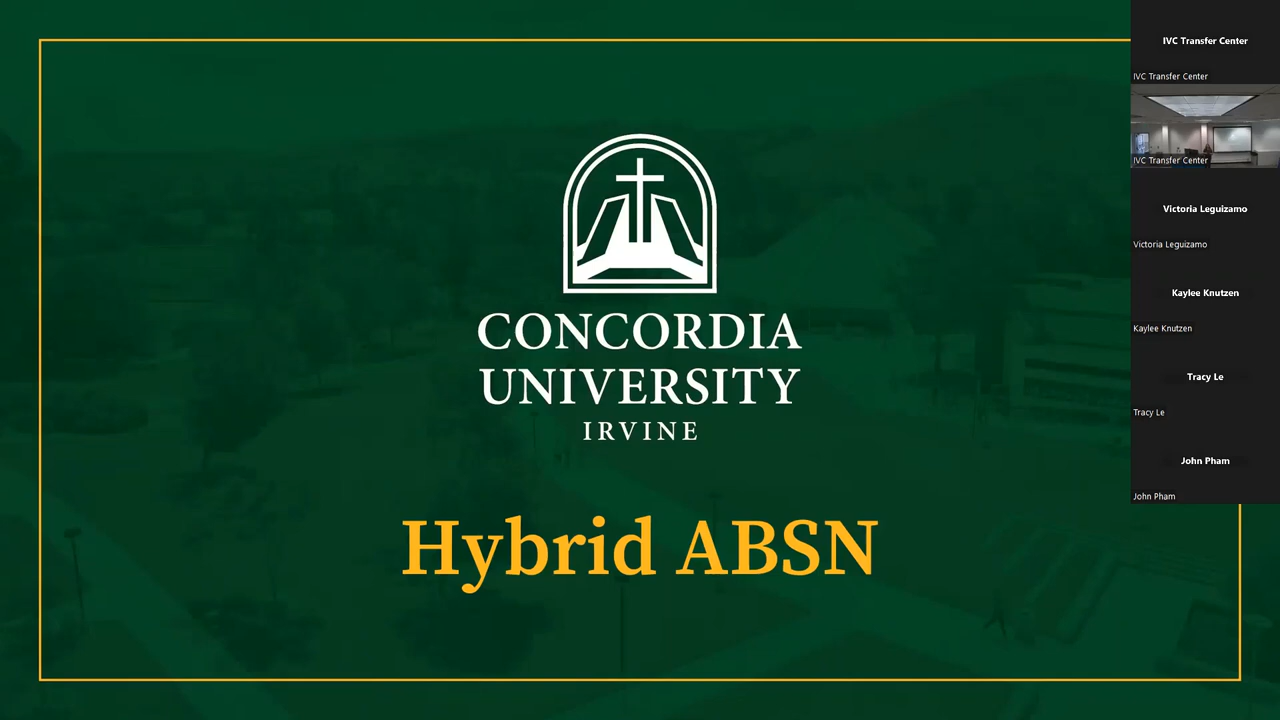 CONCORDIA
UNIVERSITY
IRVINE
Hybrid ABSN
IVC Transfer Center
IVC Transfer Center
IVC Transfer Center
Victoria Leguizamo
Victoria Leguizamo
Kaylee Knutzen
Kaylee Knutzen
Tracy Le
Tracy Le
John Pham
John Pham